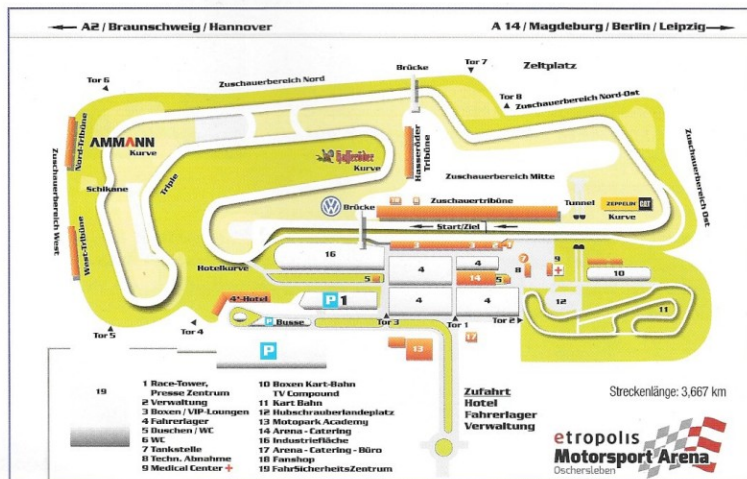 A2 / Braunschweig / Hannover
A 14 / Magdeburg / Berlin / Leipzig
Tor 6
Zuschauerbereich Nord
Brücke
Tor 7
Zeltplatz
Tor 8
Zuschauerbereich Nord-Ost
Nord-Tribüne
AMMANN
Kurve
Hasseröder
Kurve
Hasseröder
Tribüne
Zuschauerbereich Mitte
Zuschauerbereich West
Schikane
Triple
Zuschauertribüne
Tunnel
ZEPPELIN CAT
Kurve
Zuschauerbereich Ost
West-Tribüne
VW
Brücke
Start/Ziel
Hotelkurve
16
4
4
5
14
5
8
7
9
10
4*-Hotel
P 1
4
4
12
11
P Busse
Tor 5
Tor 4
Tor 3
Tor 1
Tor 2
P
13
17
19
1 Race-Tower,
Presse Zentrum
2 Verwaltung
3 Boxen / VIP-Loungen
4 Fahrerlager
5 Duschen / WC
6 WC
7 Tankstelle
8 Techn. Abnahme
9 Medical Center
10 Boxen Kart-Bahn
TV Compound
11 Kart Bahn
12 Hubschrauberlandeplatz
13 Motopark Academy
14 Arena - Catering
16 Industriefläche
17 Arena - Catering - Büro
18 Fanshop
19 FahrSicherheitsZentrum
Zufahrt
Hotel
Fahrerlager
Verwaltung
Streckenlänge: 3,667 km
etropolis
Motorsport Arena
Oschersleben